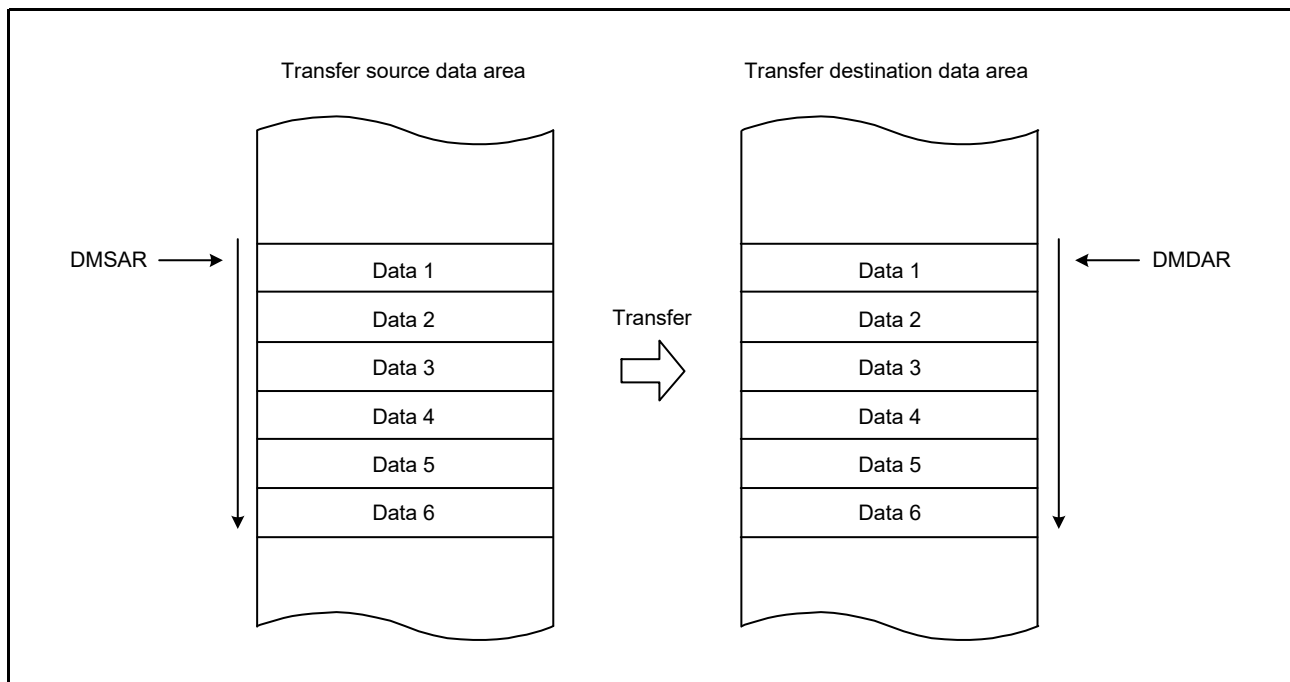 Transfer source data area
Transfer destination data area
DMSAR
DMDAR
Data 1
Data 2
Data 3
Data 4
Data 5
Data 6
Transfer
Data 1
Data 2
Data 3
Data 4
Data 5
Data 6